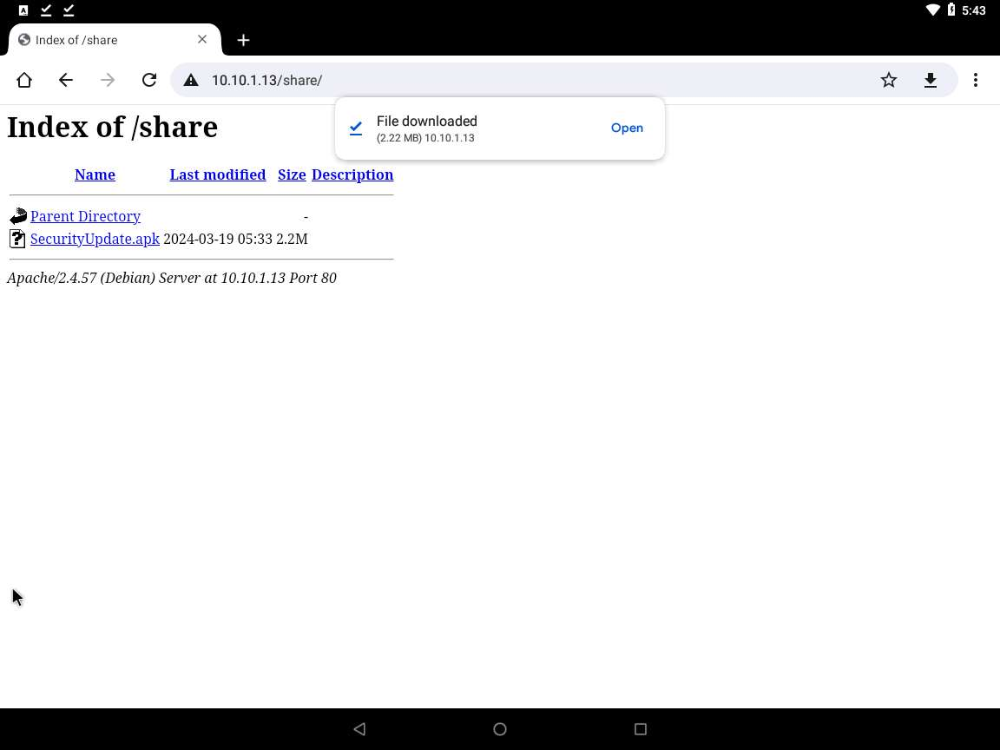 5:43
Index of /share
10.10.1.13/share/
File downloaded
(2.22 MB) 10.10.1.13
Open
Index of /share
Name Last modified Size Description
Parent Directory -
SecurityUpdate.apk 2024-03-19 05:33 2.2M
Apache/2.4.57 (Debian) Server at 10.10.1.13 Port 80